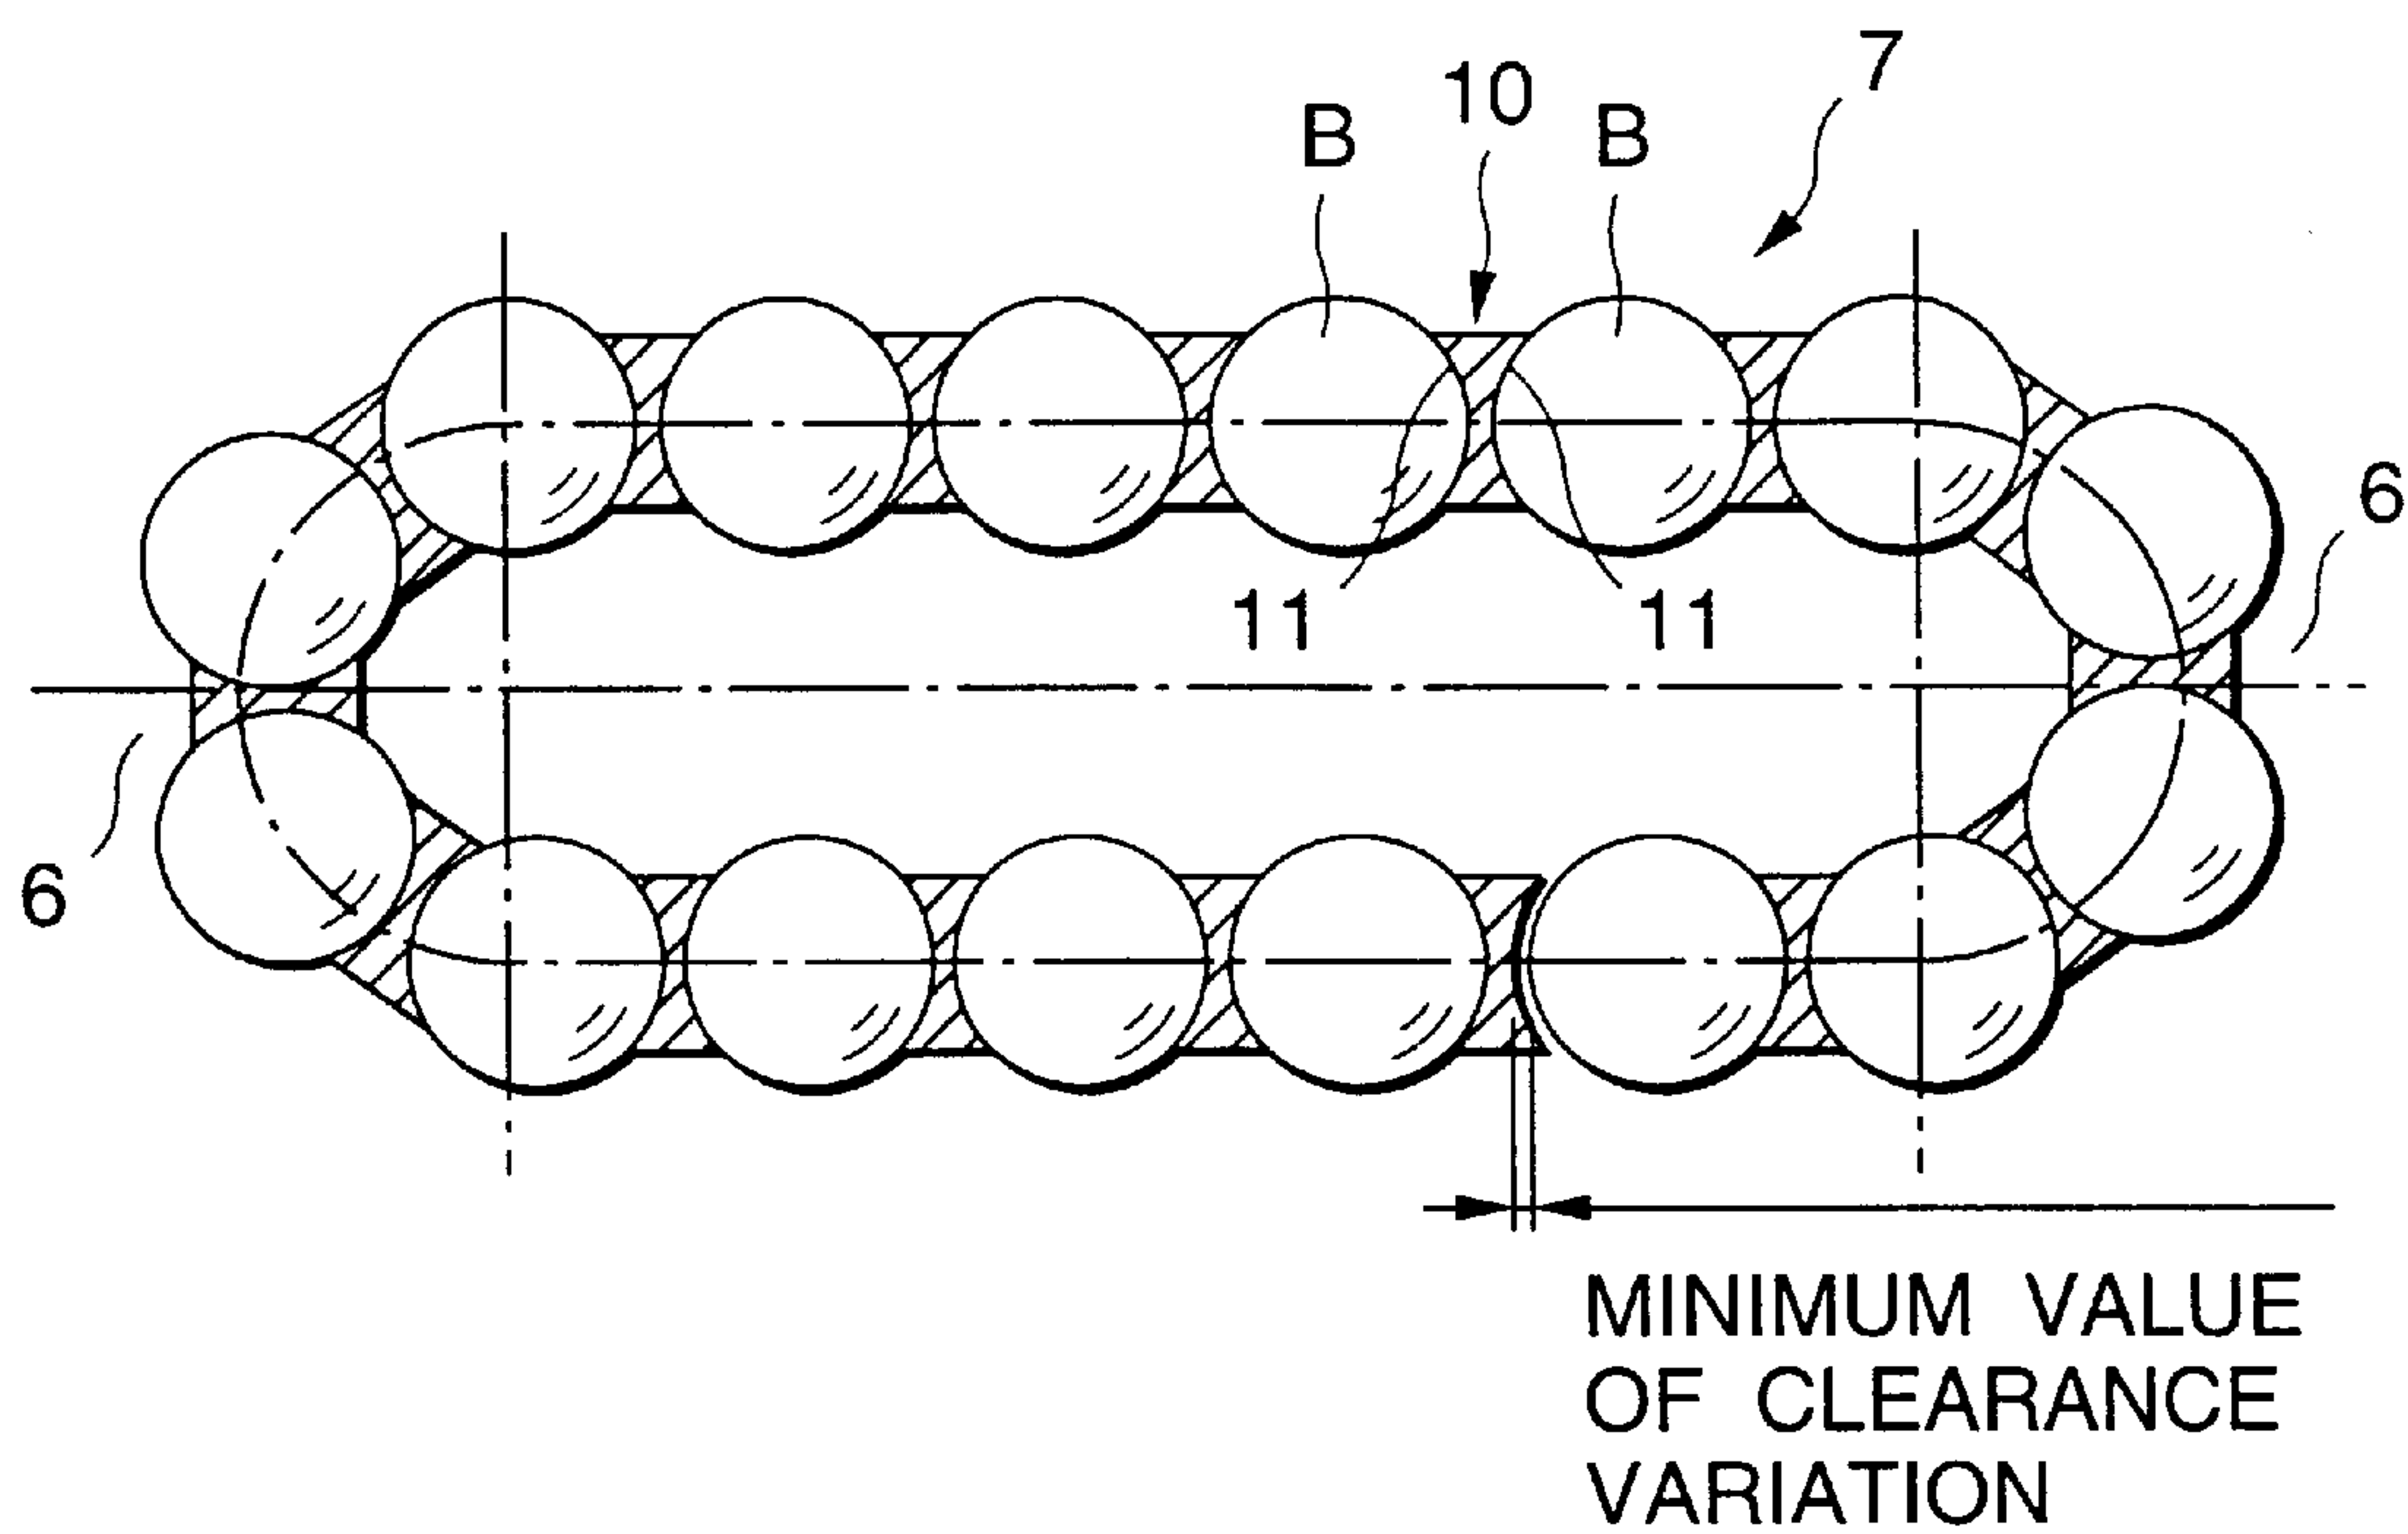 7
10
B B
6
11 11
6
MINIMUM VALUE
OF CLEARANCE
VARIATION